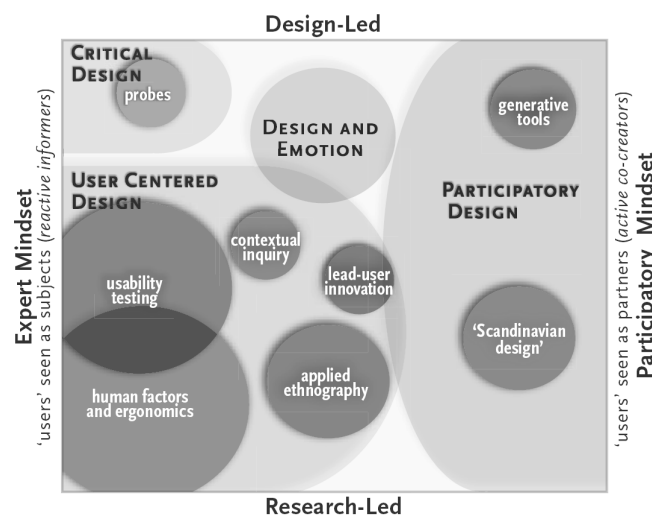 Design-Led
CRITICAL
DESIGN
probes
DESIGN AND
EMOTION
generative
tools
USER CENTERED
DESIGN
PARTICIPATORY
DESIGN
contextual
inquiry
lead-user
innovation
usability
testing
'Scandinavian
design'
applied
ethnography
human factors
and ergonomics
Expert Mindset
'users' seen as subjects (reactive informers)
'users' seen as partners (active co-creators)
Participatory Mindset
Research-Led